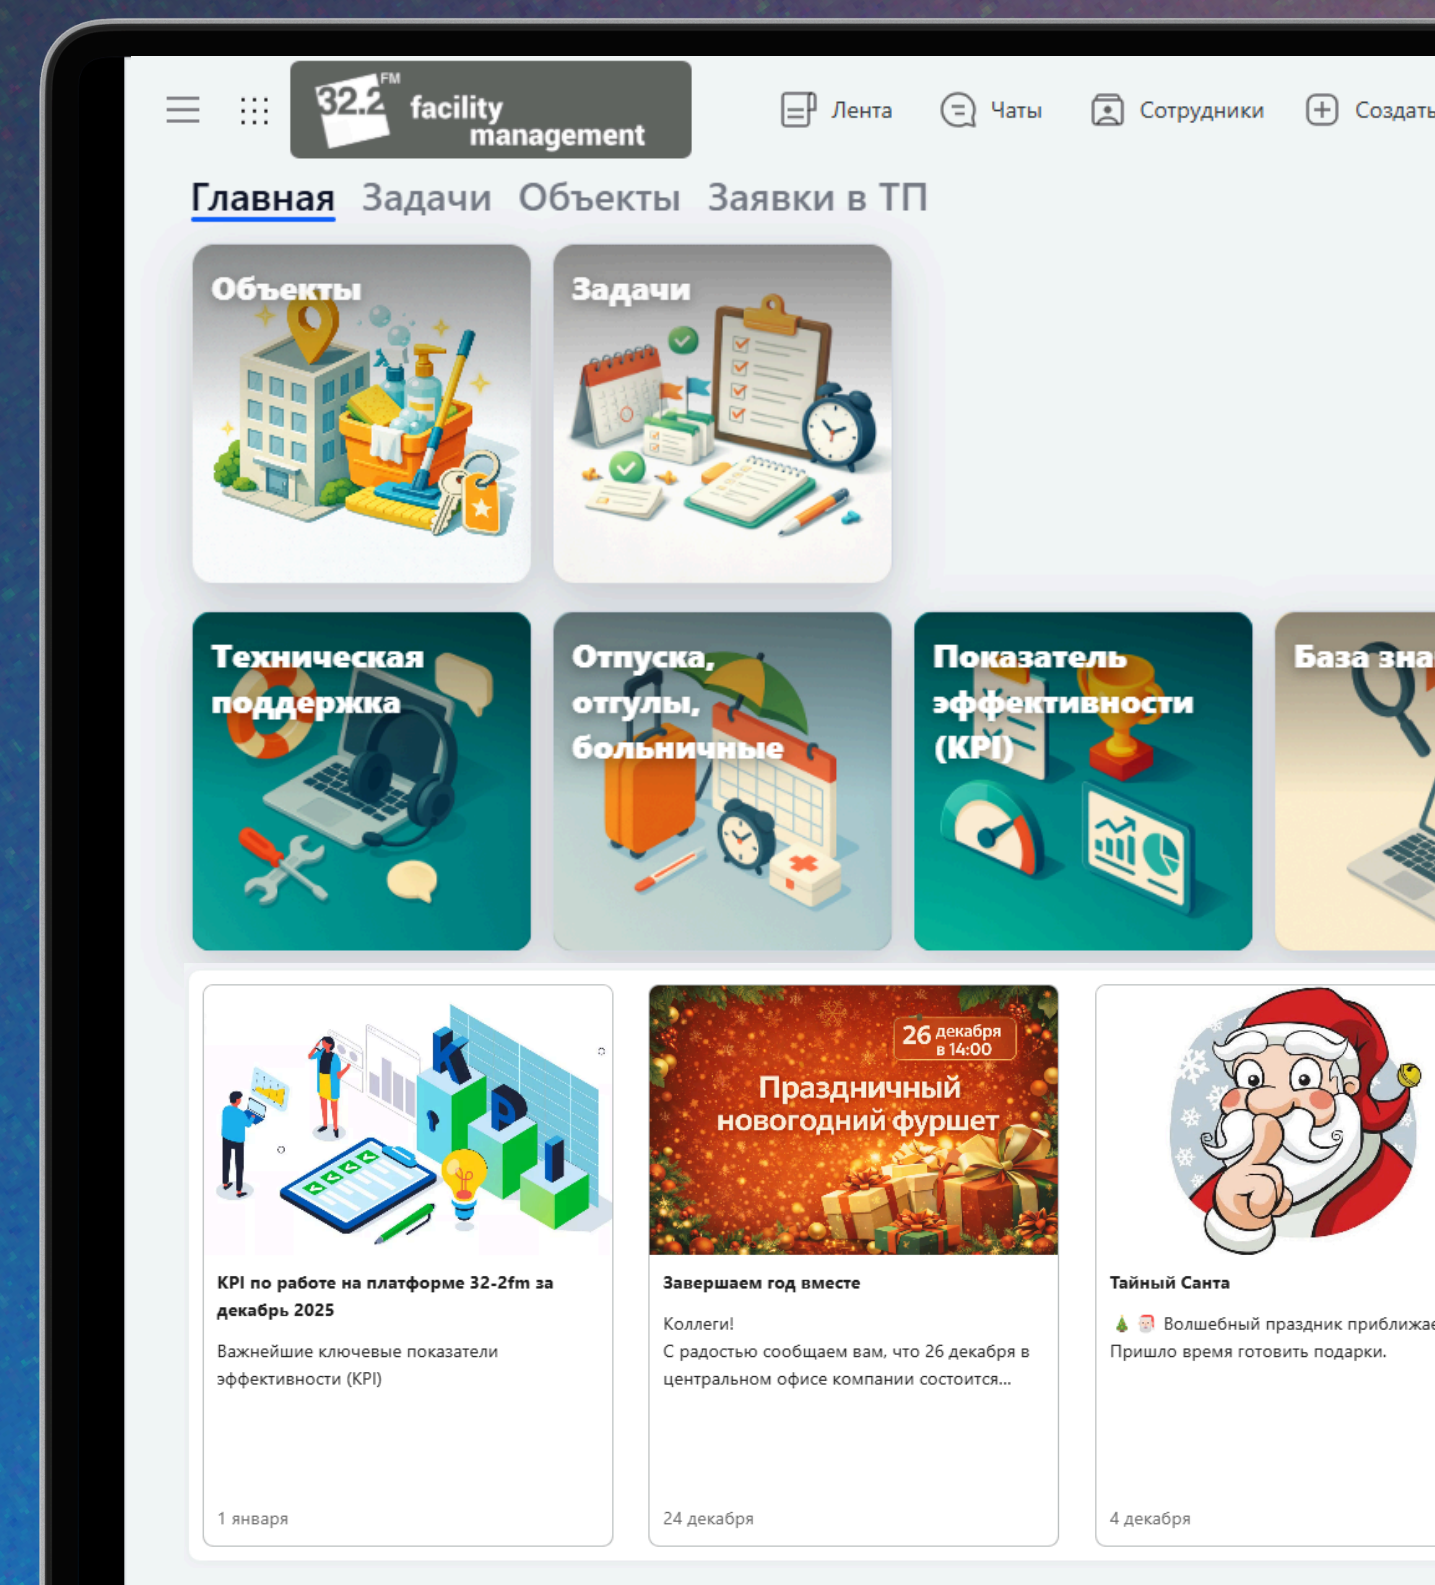 32.2 FM
facility
management
Лента
Чаты
Сотрудники
Создать
Главная
Задачи
Объекты
Заявки в ТП
Объекты
Задачи
Техническая
поддержка
Отпуска,
отгулы,
больничные
Показатель
эффективности
(KPI)
База зна
KPI
26 декабря
в 14:00
Праздничный
новогодний фуршет
KPI по работе на платформе 32-2fm за
декабрь 2025
Важнейшие ключевые показатели
эффективности (KPI)
1 января
Завершаем год вместе
Коллеги!
С радостью сообщаем вам, что 26 декабря в
центральном офисе компании состоится...
24 декабря
Тайный Санта
Волшебный праздник приближае
Пришло время готовить подарки.
4 декабря